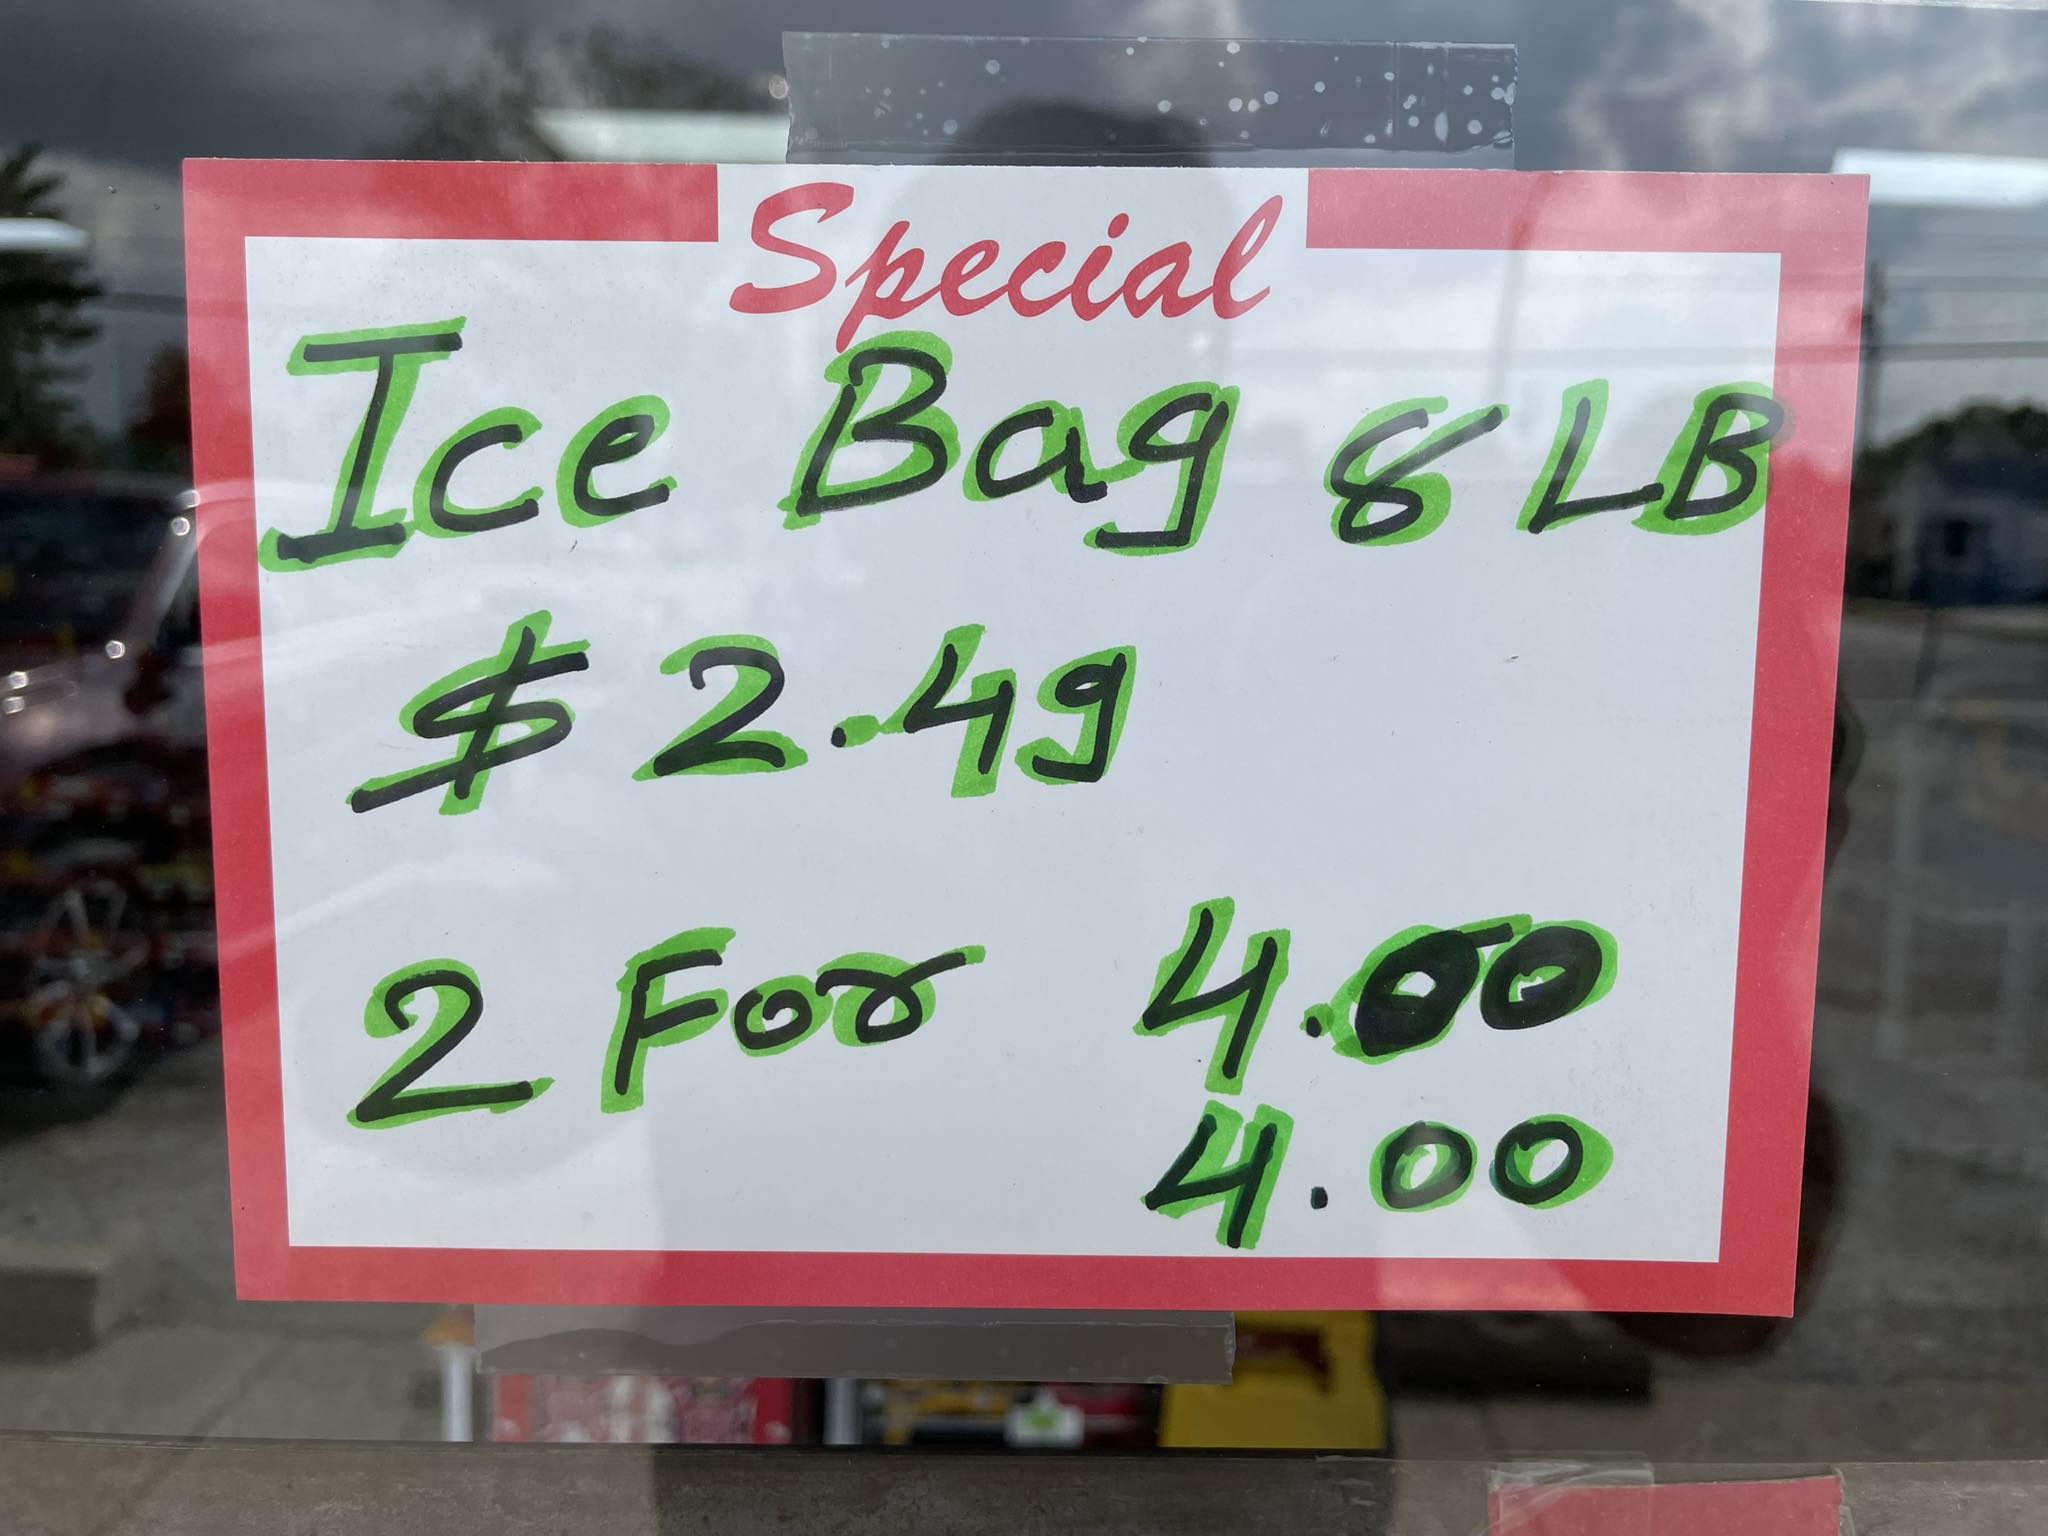 Special
Ice Bag 8 LB
$2.49
2 For 4.00
4.00